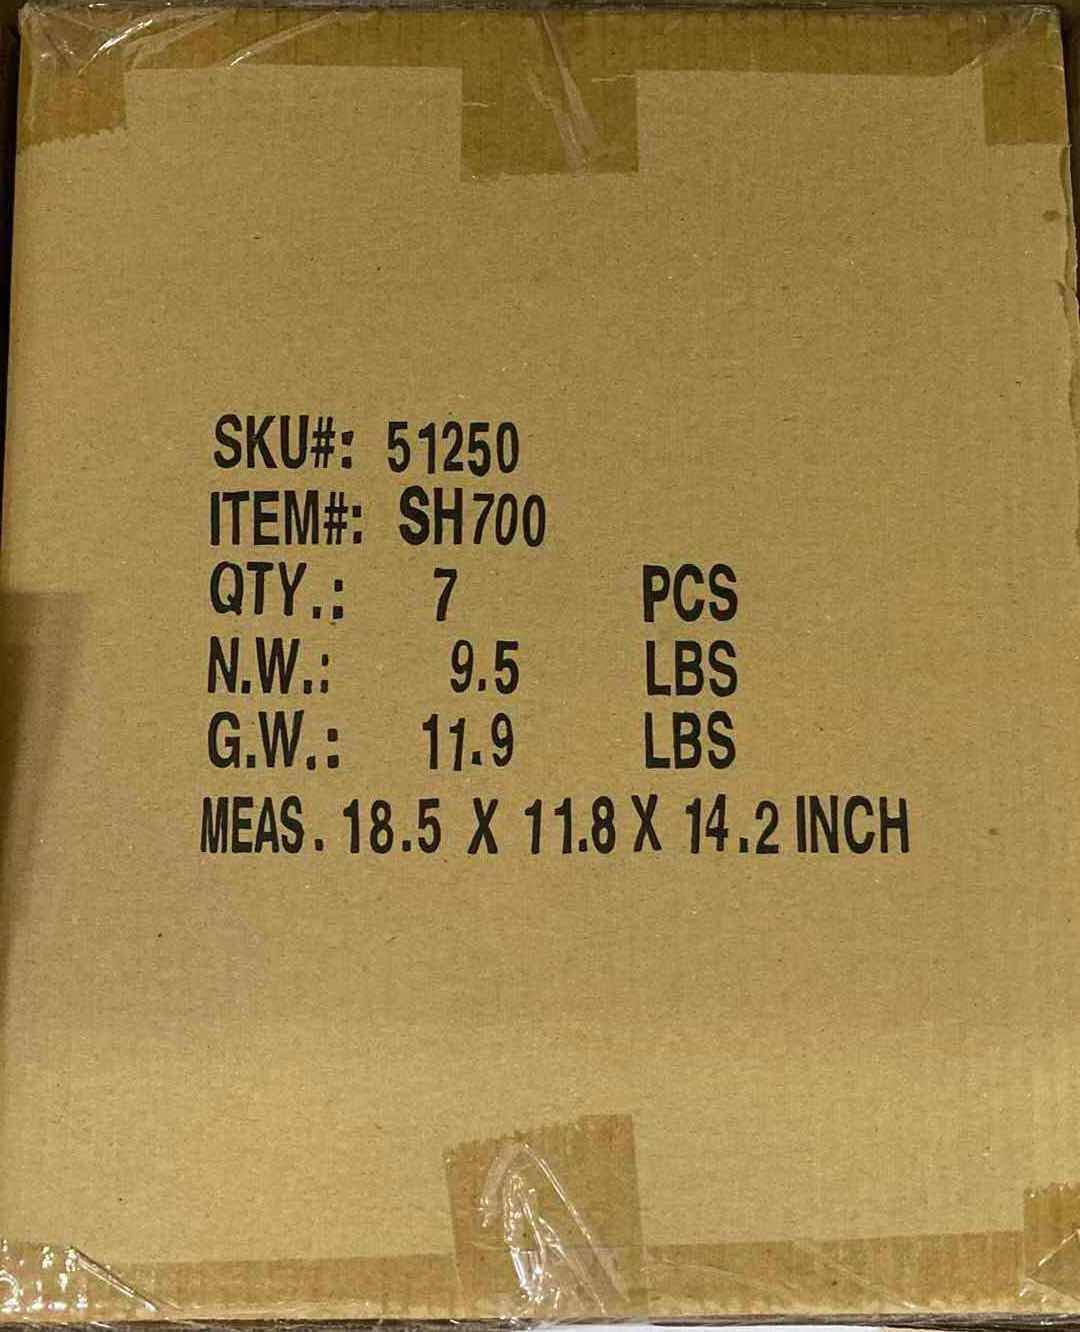 SKU#: 51250
ITEM#: SH700
QTY.: 7 PCS
N.W.: 9.5 LBS
G.W.: 11.9 LBS
MEAS. 18.5 X 11.8 X 14.2 INCH